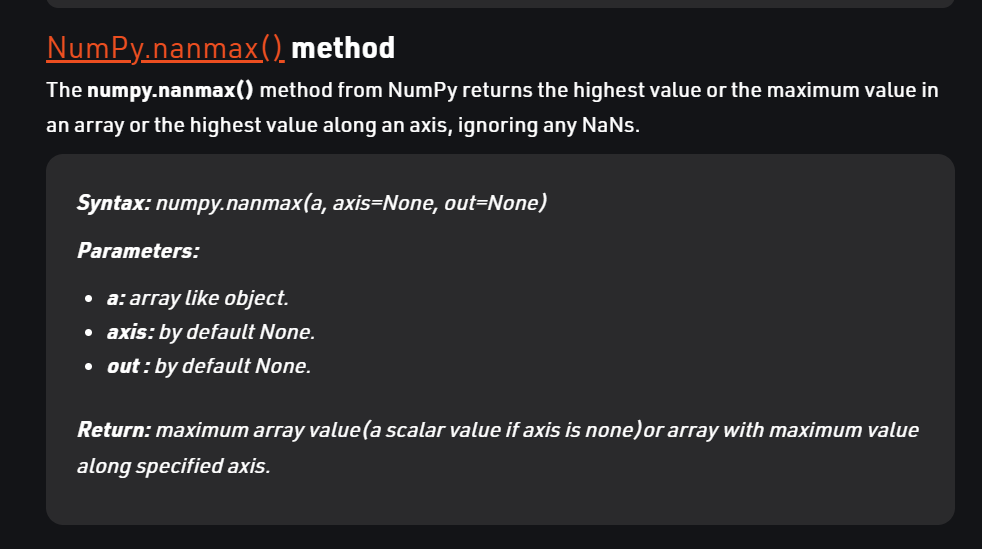 NumPy.nanmax() method
The numpy.nanmax() method from NumPy returns the highest value or the maximum value in
an array or the highest value along an axis, ignoring any NaNs.
Syntax: numpy.nanmax(a, axis=None, out=None)
Parameters:
• a: array like object.
• axis: by default None.
• out : by default None.
Return: maximum array value(a scalar value if axis is none)or array with maximum value
along specified axis.